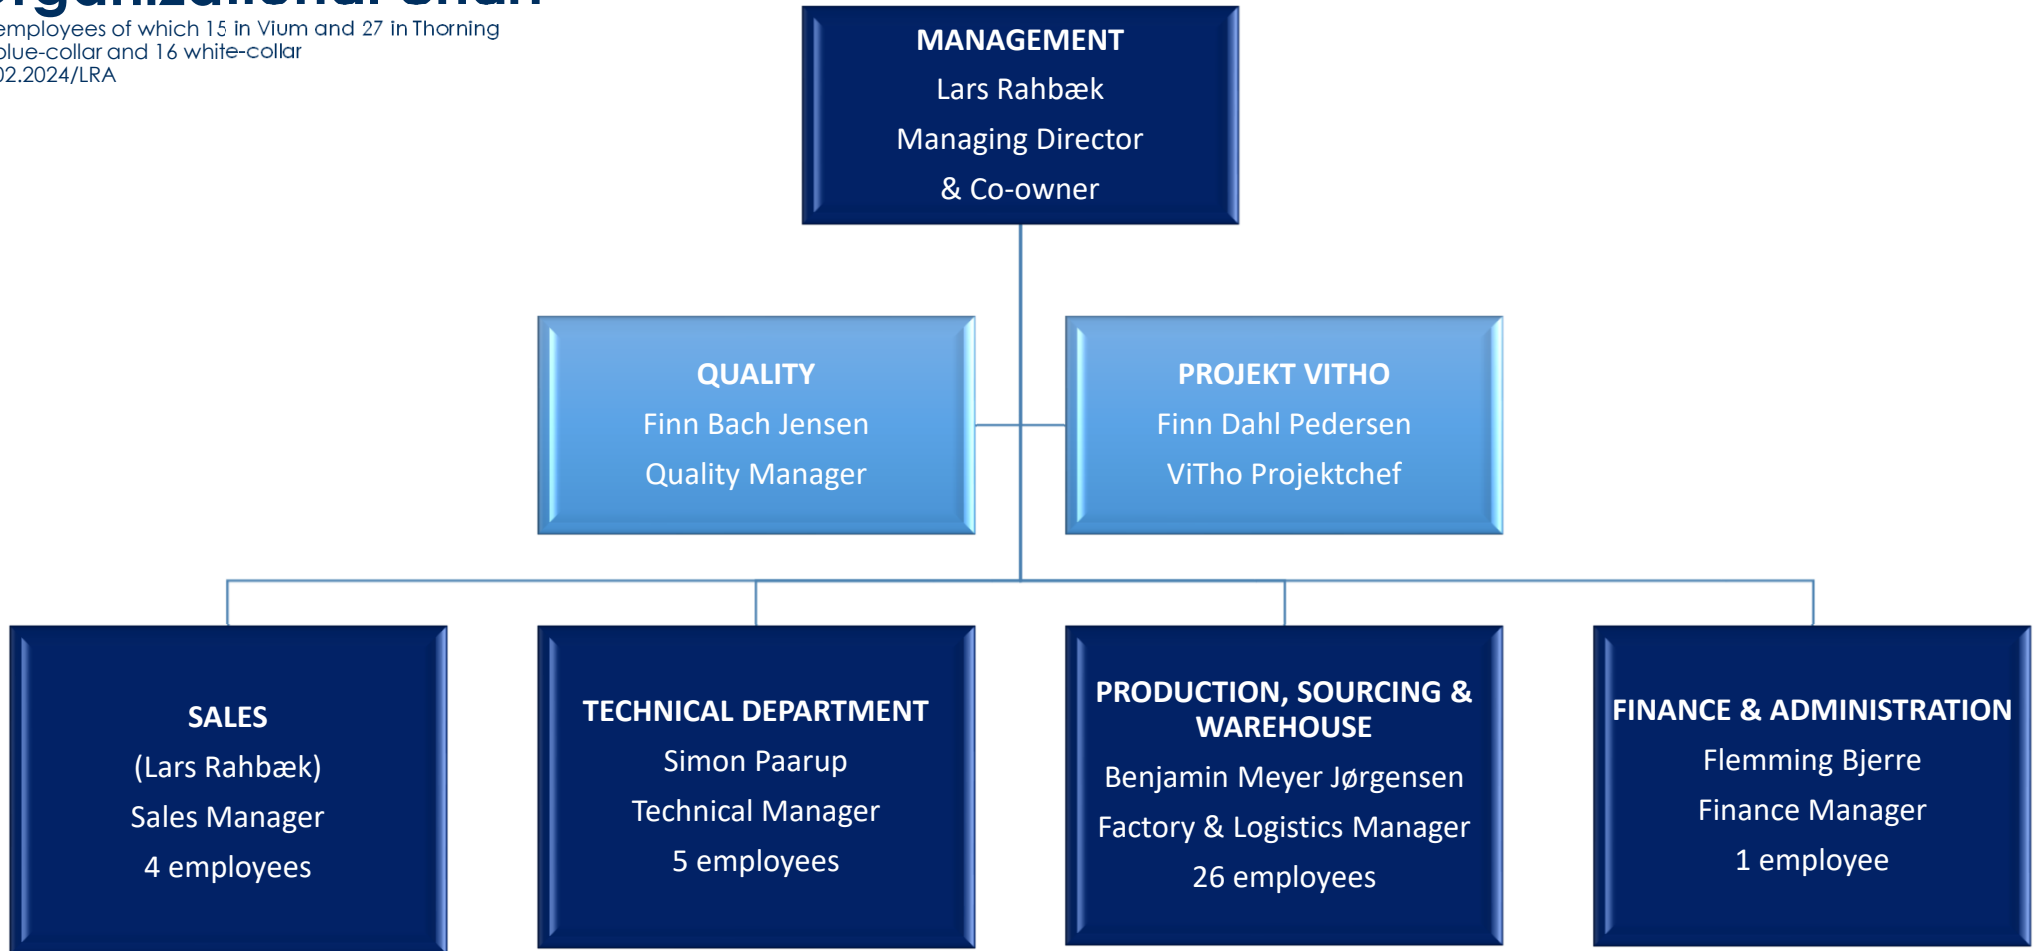 employees of which 15 in Vium and 27 in Thorning
blue-collar and 16 white-collar
02.2024/LRA
MANAGEMENT
Lars Rahbæk
Managing Director
& Co-owner
QUALITY
Finn Bach Jensen
Quality Manager
PROJEKT VITHO
Finn Dahl Pedersen
ViTho Projektchef
SALES
(Lars Rahbæk)
Sales Manager
4 employees
TECHNICAL DEPARTMENT
Simon Paarup
Technical Manager
5 employees
PRODUCTION, SOURCING &
WAREHOUSE
Benjamin Meyer Jørgensen
Factory & Logistics Manager
26 employees
FINANCE & ADMINISTRATION
Flemming Bjerre
Finance Manager
1 employee